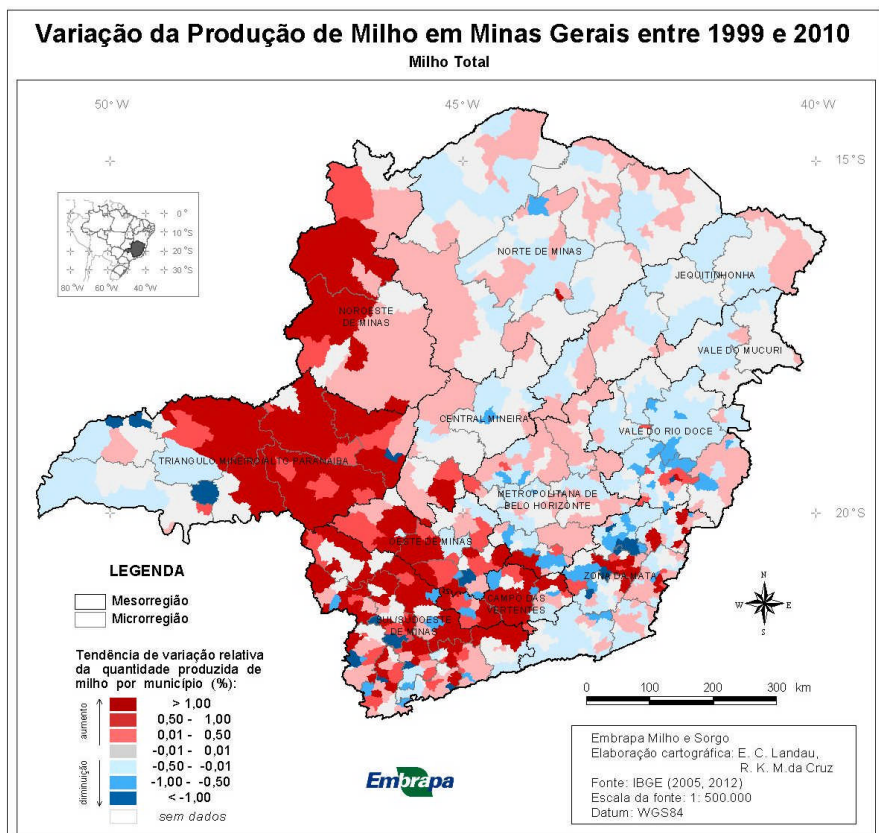 Variação da Produção de Milho em Minas Gerais entre 1999 e 2010
Milho Total
50° W
45° W
40° W
15° S
0°
10° S
20° S
30° S
80° W
60° W
40° W
NORTE DE MINAS
JEQUITINHONHA
NOROESTE
DE MINAS
VALE DO MUCURI
CENTRAL MINEIRA
VALE DO RIO DOCE
TRIANGULO MINEIRO/ALTO PARANAIBA
METROPOLITANA DE
BELO HORIZONTE
20° S
OESTE DE MINAS
ZONA DA MATA
CAMPO DAS
VERTENTES
SUL/SUDOESTE
DE MINAS
LEGENDA
Mesorregião
Microrregião
N
W E
S
Tendência de variação relativa
da quantidade produzida de
milho por município (%):
aumento
diminuição
> 1,00
0,50 - 1,00
0,01 - 0,50
-0,01 - 0,01
-0,50 - -0,01
-1,00 - -0,50
< -1,00
sem dados
0 100 200 300 km
Embrapa
Embrapa Milho e Sorgo
Elaboração cartográfica: E. C. Landau,
R. K. M.da Cruz
Fonte: IBGE (2005, 2012)
Escala da fonte: 1: 500.000
Datum: WGS84